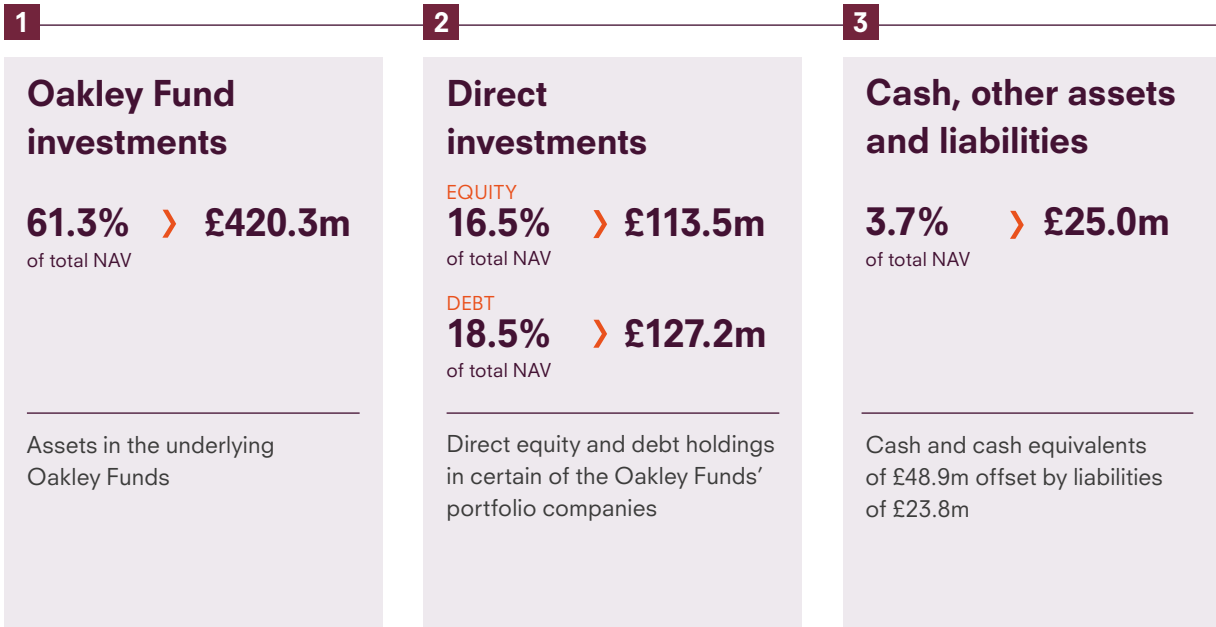 1
Oakley Fund
investments
61.3% › £420.3m
of total NAV
Assets in the underlying
Oakley Funds
2
Direct
investments
EQUITY
16.5% › £113.5m
of total NAV
DEBT
18.5% › £127.2m
of total NAV
Direct equity and debt holdings
in certain of the Oakley Funds’
portfolio companies
3
Cash, other assets
and liabilities
3.7% › £25.0m
of total NAV
Cash and cash equivalents
of £48.9m offset by liabilities
of £23.8m